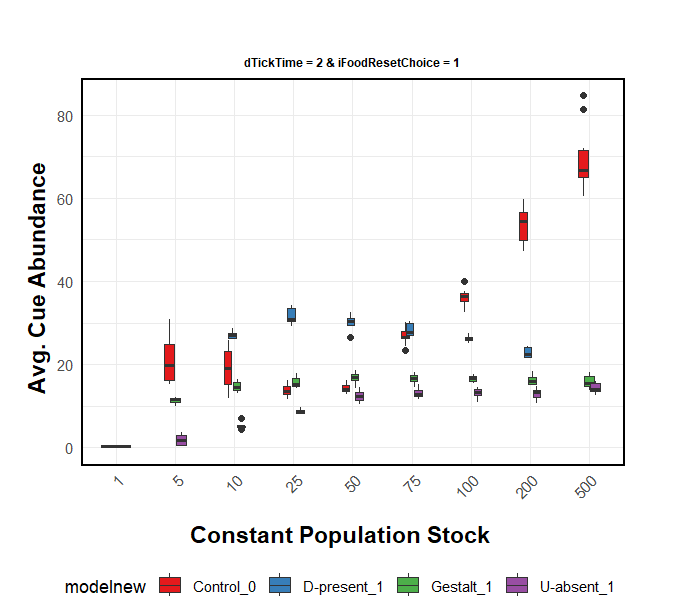 dTickTime = 2 & iFoodResetChoice = 1
Avg. Cue Abundance
80
60
40
20
0
1 5 10 25 50 75 100 200 500
Constant Population Stock
modelnew Control_0 D-present_1 Gestalt_1 U-absent_1